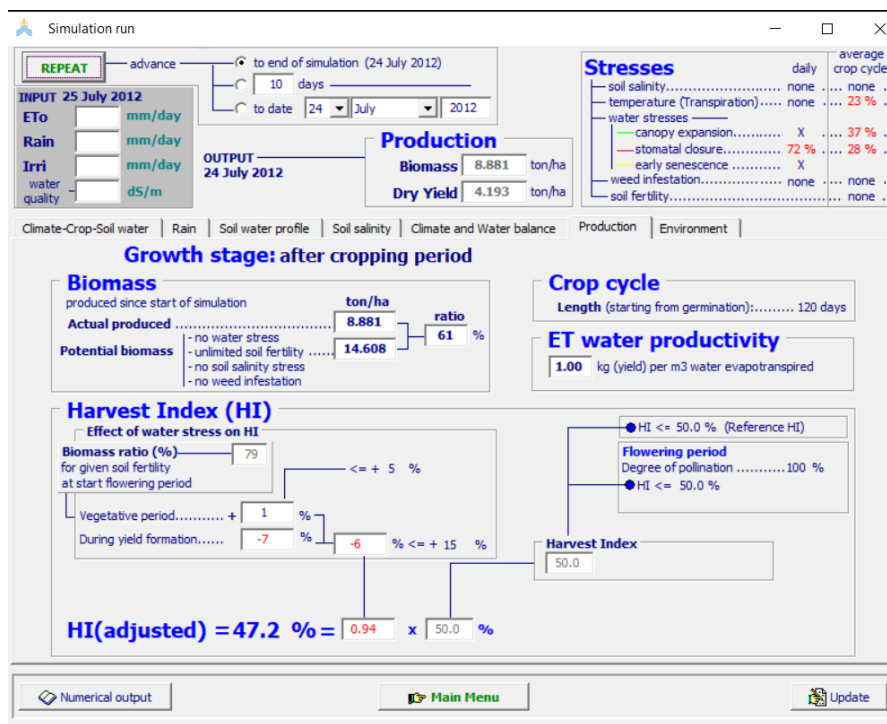 Simulation run
REPEAT
advance
to end of simulation (24 July 2012)
10 days
to date 24 July 2012
INPUT 25 July 2012
ETo mm/day
Rain mm/day
Irri mm/day
water quality dS/m
OUTPUT
24 July 2012
Production
Biomass 8.881 ton/ha
Dry Yield 4.193 ton/ha
Stresses daily average crop cycle
soil salinity............................ none .... none .
temperature (Transpiration)..... none .... 23 % .
water stresses
canopy expansion........... X .... 37 % .
stomatal closure............. 72 % .... 28 % .
early senescence ........... X
weed infestation................... none .... none .
soil fertility...................................... none .
Climate-Crop-Soil water | Rain | Soil water profile | Soil salinity | Climate and Water balance | Production | Environment
Growth stage: after cropping period
Biomass
produced since start of simulation ton/ha
ratio
Actual produced .................................... 8.881
61 %
Potential biomass
- no water stress
- unlimited soil fertility ...... 14.608
- no soil salinity stress
- no weed infestation
Crop cycle
Length (starting from germination):......... 120 days
ET water productivity
1.00 kg (yield) per m3 water evapotranspired
Harvest Index (HI)
Effect of water stress on HI
Biomass ratio (%) 79
for given soil fertility
at start flowering period
<= + 5 %
Vegetative period........... + 1 %
During yield formation...... -7 %
-6 % <= + 15 %
HI <= 50.0 % (Reference HI)
Flowering period
Degree of pollination ...........100 %
HI <= 50.0 %
Harvest Index
50.0
HI(adjusted) = 47.2 % = 0.94 x 50.0 %
Numerical output
Main Menu
Update